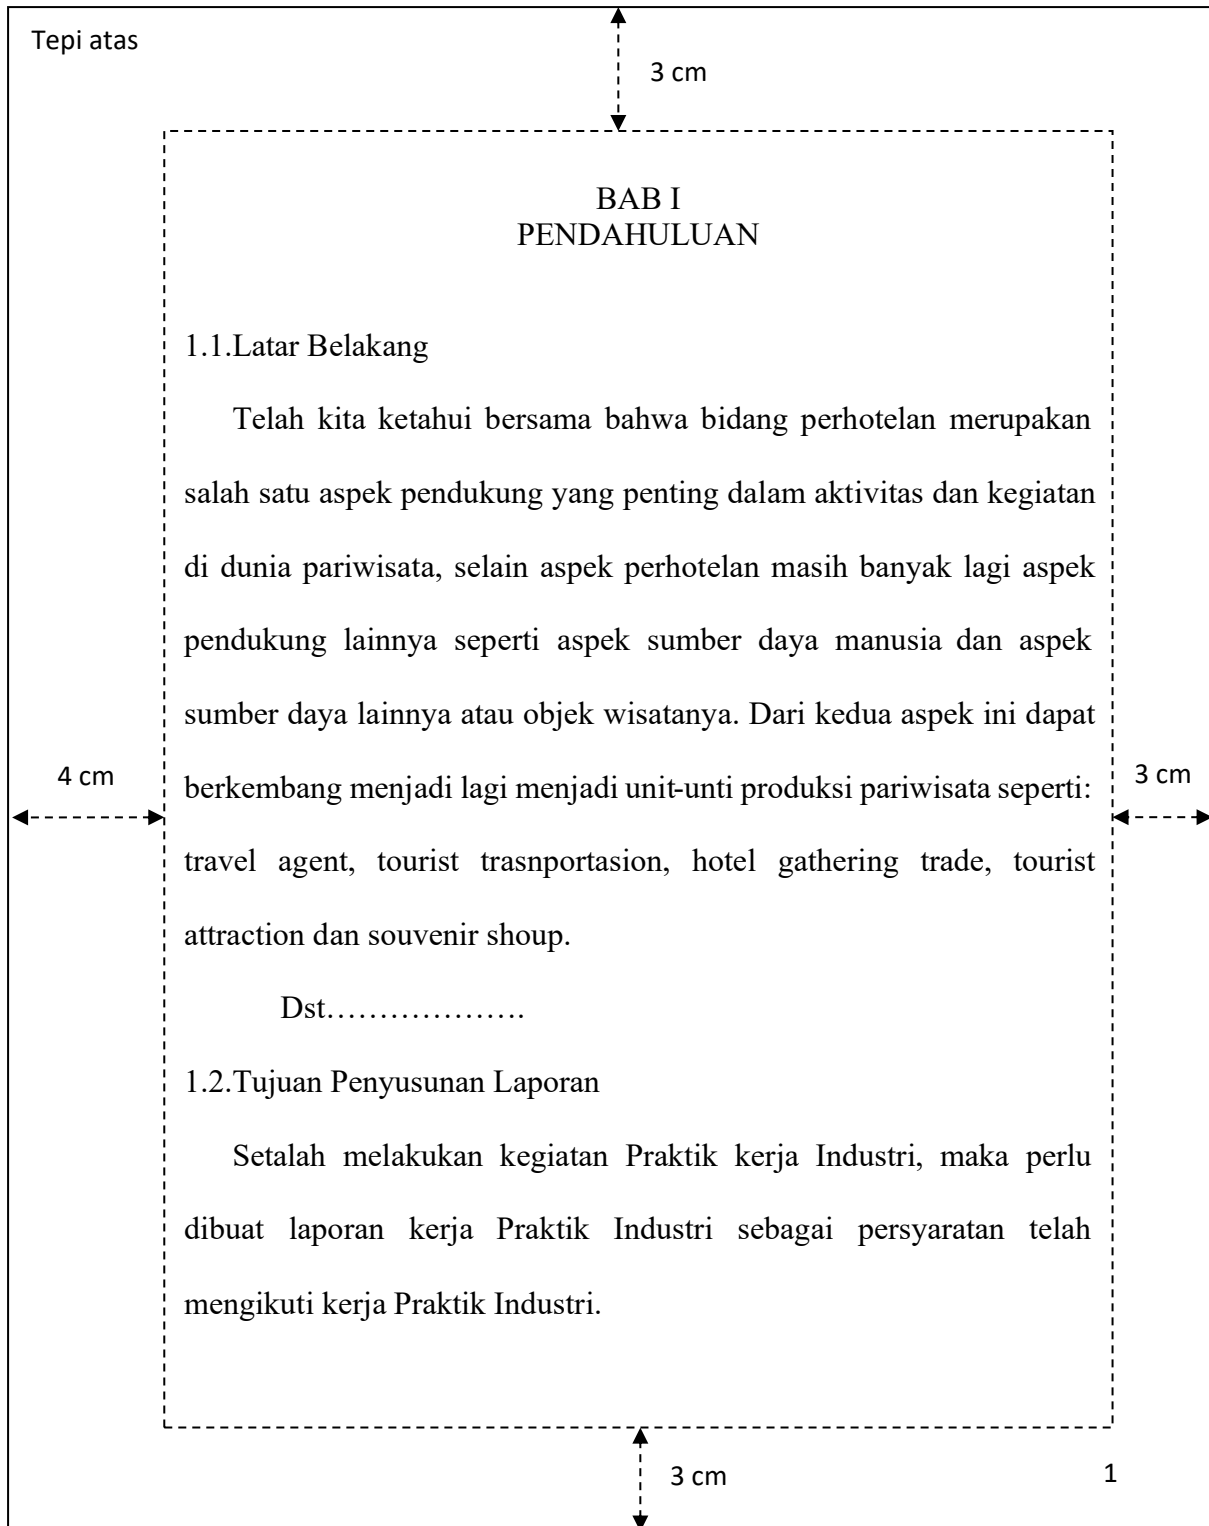 Tepi atas
3 cm
BAB I
PENDAHULUAN
1.1.Latar Belakang
Telah kita ketahui bersama bahwa bidang perhotelan merupakan
salah satu aspek pendukung yang penting dalam aktivitas dan kegiatan
di dunia pariwisata, selain aspek perhotelan masih banyak lagi aspek
pendukung lainnya seperti aspek sumber daya manusia dan aspek
sumber daya lainnya atau objek wisatanya. Dari kedua aspek ini dapat
4 cm
berkembang menjadi lagi menjadi unit-unti produksi pariwisata seperti:
3 cm
travel agent, tourist trasnportasion, hotel gathering trade, tourist
attraction dan souvenir shoup.
Dst...................
1.2.Tujuan Penyusunan Laporan
Setalah melakukan kegiatan Praktik kerja Industri, maka perlu
dibuat laporan kerja Praktik Industri sebagai persyaratan telah
mengikuti kerja Praktik Industri.
3 cm
1